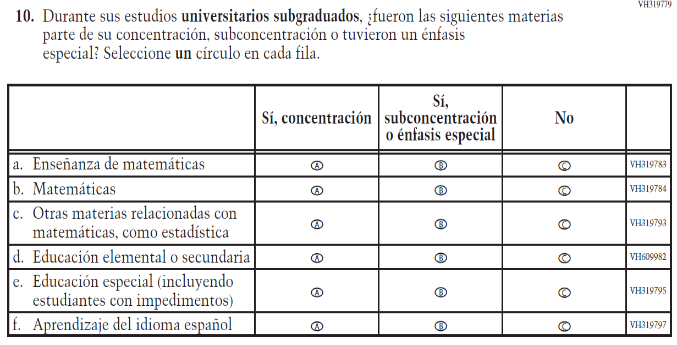 VH319779
10. Durante sus estudios universitarios subgraduados, ¿fueron las siguientes materias
parte de su concentración, subconcentración o tuvieron un énfasis
especial? Seleccione un círculo en cada fila.
Sí, concentración
Sí,
subconcentración
o énfasis especial
No
a. Enseñanza de matemáticas A B C VH319783
b. Matemáticas A B C VH319784
c. Otras materias relacionadas con
matemáticas, como estadística A B C VH319793
d. Educación elemental o secundaria A B C VH609982
e. Educación especial (incluyendo
estudiantes con impedimentos) A B C VH319795
f. Aprendizaje del idioma español A B C VH319797